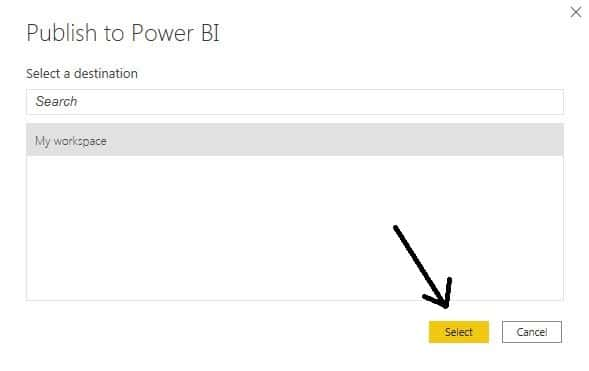 Publish to Power BI
Select a destination
Search
My workspace
Select
Cancel